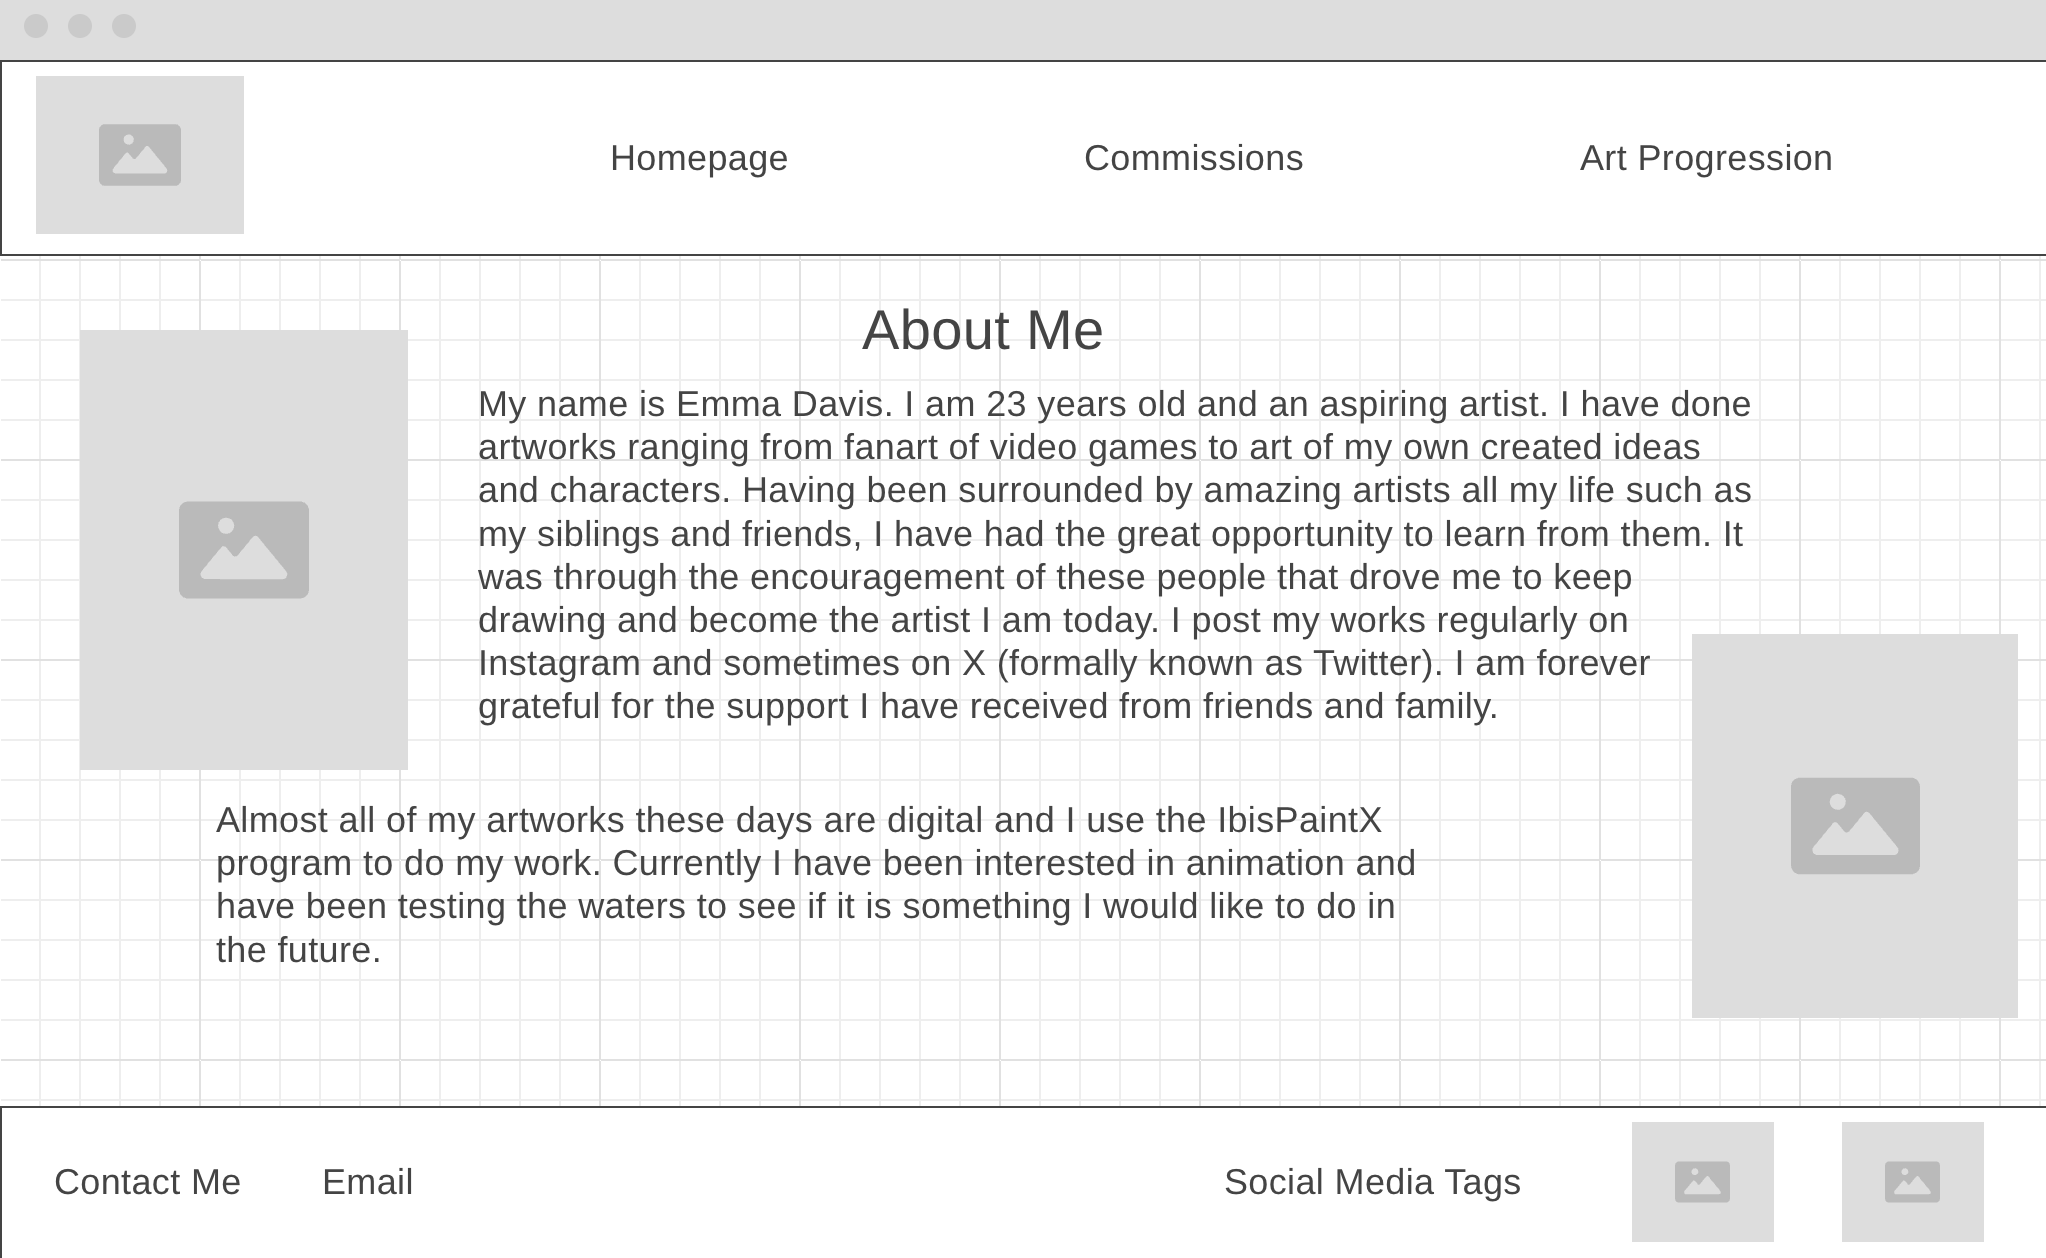 Homepage
Commissions
Art Progression
About Me
My name is Emma Davis. I am 23 years old and an aspiring artist. I have done
artworks ranging from fanart of video games to art of my own created ideas
and characters. Having been surrounded by amazing artists all my life such as
my siblings and friends, I have had the great opportunity to learn from them. It
was through the encouragement of these people that drove me to keep
drawing and become the artist I am today. I post my works regularly on
Instagram and sometimes on X (formally known as Twitter). I am forever
grateful for the support I have received from friends and family.
Almost all of my artworks these days are digital and I use the IbisPaintX
program to do my work. Currently I have been interested in animation and
have been testing the waters to see if it is something I would like to do in
the future.
Contact Me
Email
Social Media Tags